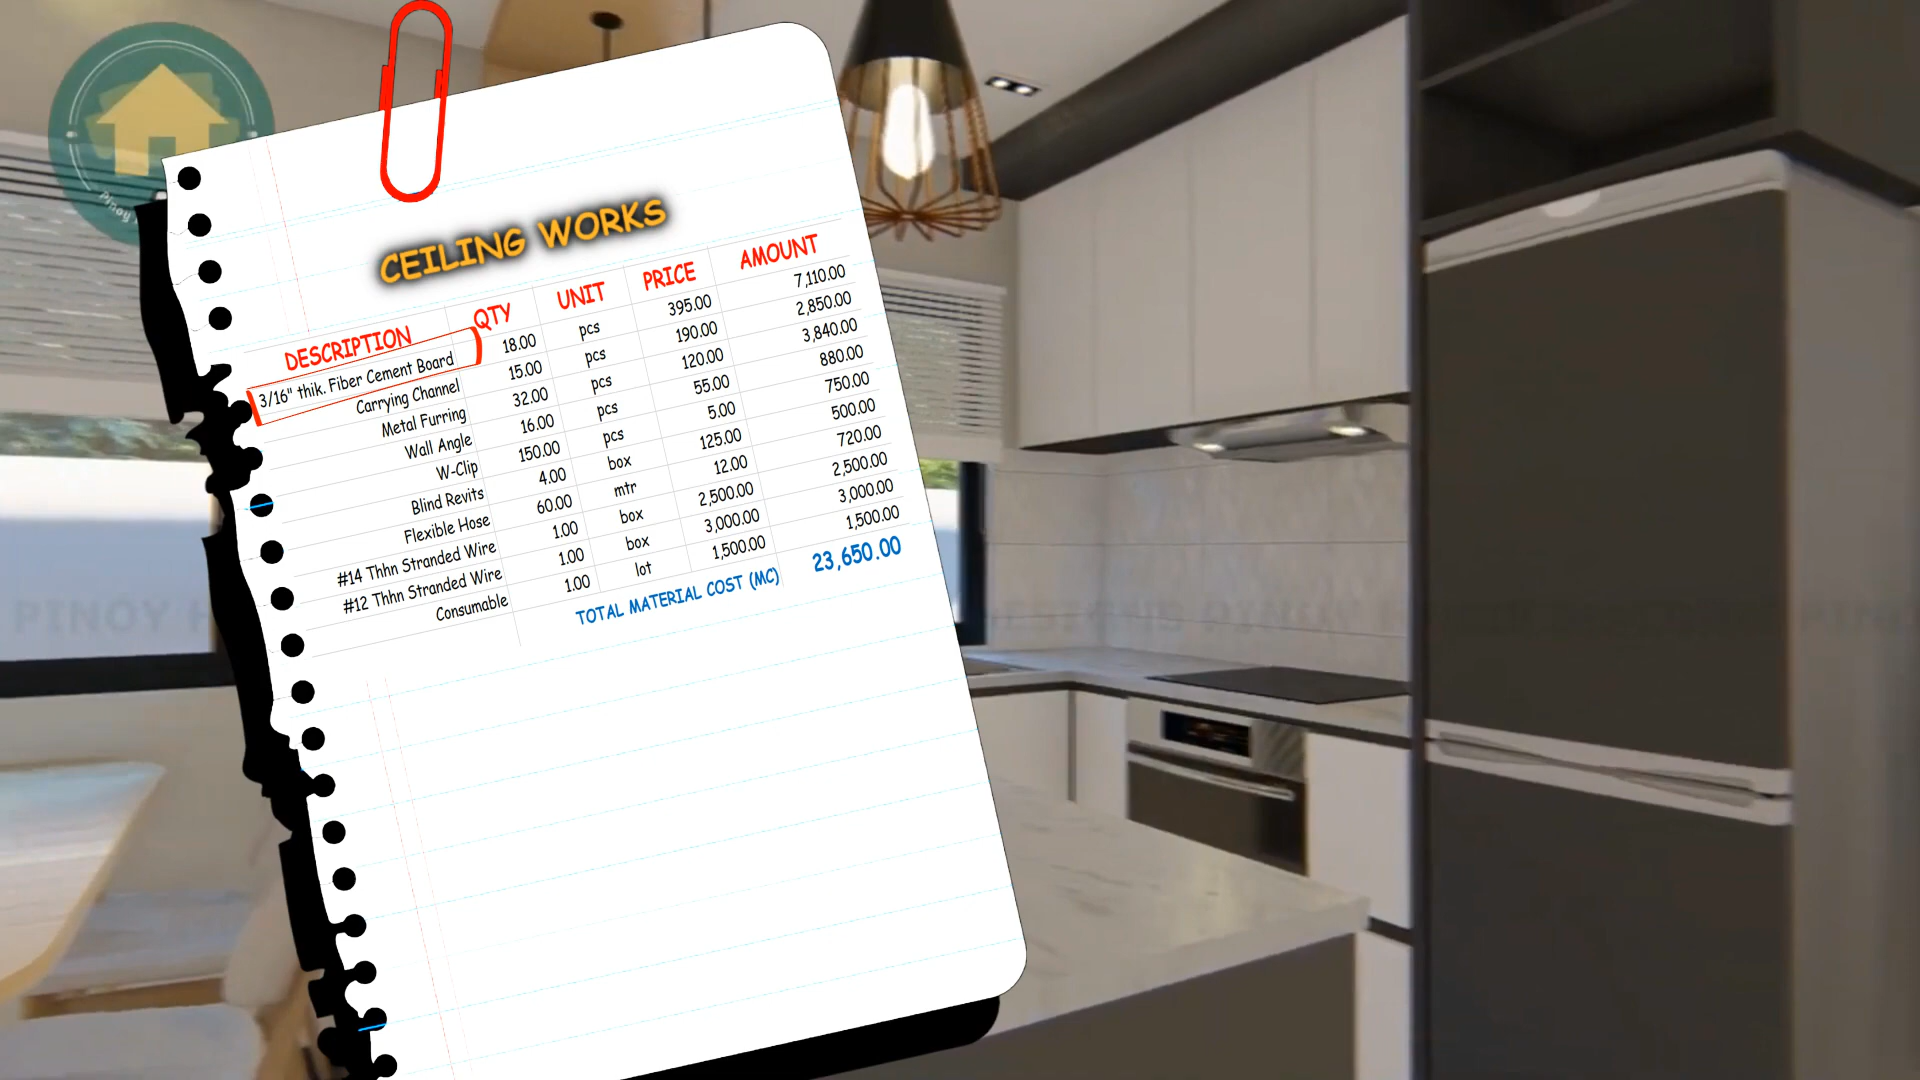 CEILING WORKS
DESCRIPTION QTY UNIT PRICE AMOUNT
3/16" thik. Fiber Cement Board 18.00 pcs 395.00 7,110.00
Carrying Channel 15.00 pcs 190.00 2,850.00
Metal Furring 32.00 pcs 120.00 3,840.00
Wall Angle 16.00 pcs 55.00 880.00
W-Clip 150.00 pcs 5.00 750.00
Blind Revits 4.00 box 125.00 500.00
Flexible Hose 60.00 mtr 12.00 720.00
#14 Thhn Stranded Wire 1.00 box 2,500.00 2,500.00
#12 Thhn Stranded Wire 1.00 box 3,000.00 3,000.00
Consumable 1.00 lot 1,500.00 1,500.00
TOTAL MATERIAL COST (MC) 23,650.00
Pinoy
PINOY